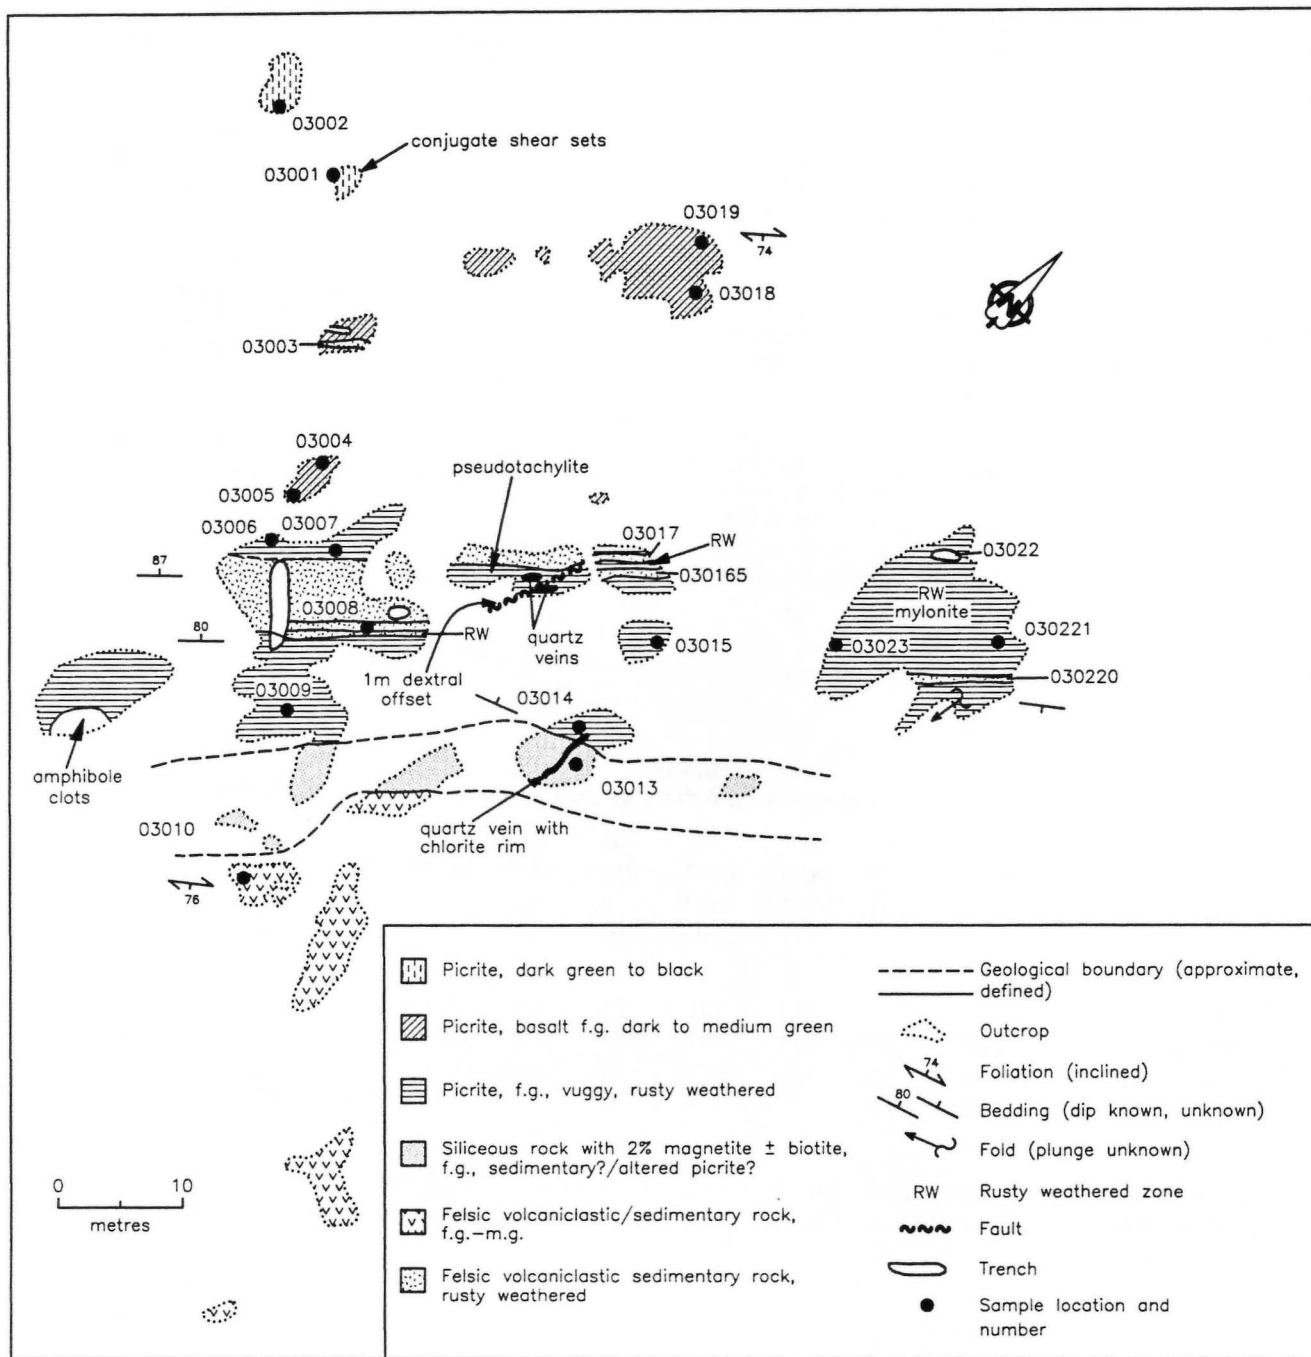 03002
conjugate shear sets
03001
03019
74
03018
03003
03004
pseudotachylite
03005
03006
03007
03017
RW
03022
87
030165
RW
mylonite
03008
80
RW
quartz
veins
03015
03023
030221
1m dextral
offset
030220
03009
03014
amphibole
clots
03013
03010
quartz vein with
chlorite rim
76
Picrite, dark green to black
Picrite, basalt f.g. dark to medium green
Picrite, f.g., vuggy, rusty weathered
Siliceous rock with 2% magnetite ± biotite,
f.g., sedimentary?/altered picrite?
Felsic volcaniclastic/sedimentary rock,
f.g.–m.g.
Felsic volcaniclastic sedimentary rock,
rusty weathered
Geological boundary (approximate,
defined)
Outcrop
74
Foliation (inclined)
80
Bedding (dip known, unknown)
Fold (plunge unknown)
RW
Rusty weathered zone
Fault
Trench
Sample location and
number
0
10
metres